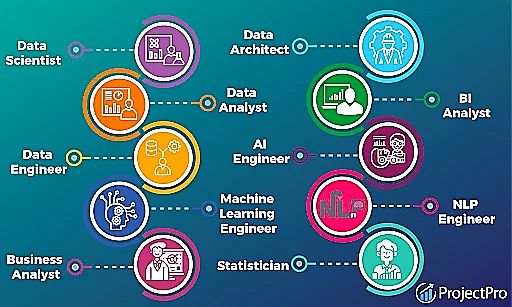 Data
Scientist
Data
Analyst
Data
Engineer
Machine
Learning
Engineer
Business
Analyst
Data
Architect
BI
Analyst
AI
Engineer
NLP
NLP
Engineer
Statistician
ProjectPro